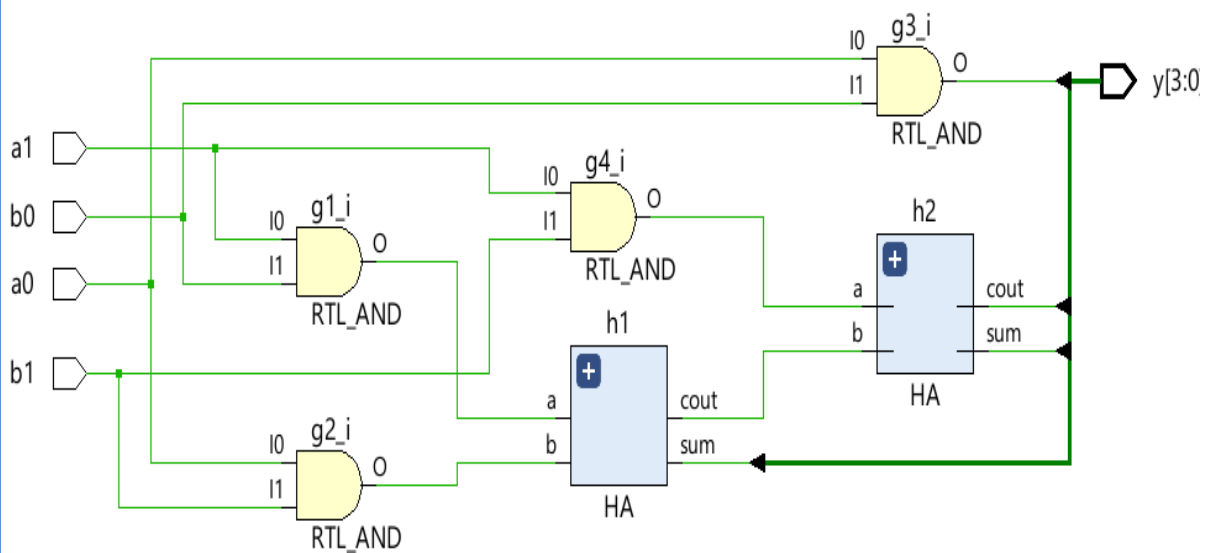 g3_i
I0
O
I1
y[3:0
RTL_AND
a1
g4_i
I0
O
I1
RTL_AND
b0
g1_i
I0
O
I1
RTL_AND
a0
h2
a
cout
b
sum
HA
h1
b1
a
cout
b
sum
HA
g2_i
I0
O
I1
RTL_AND